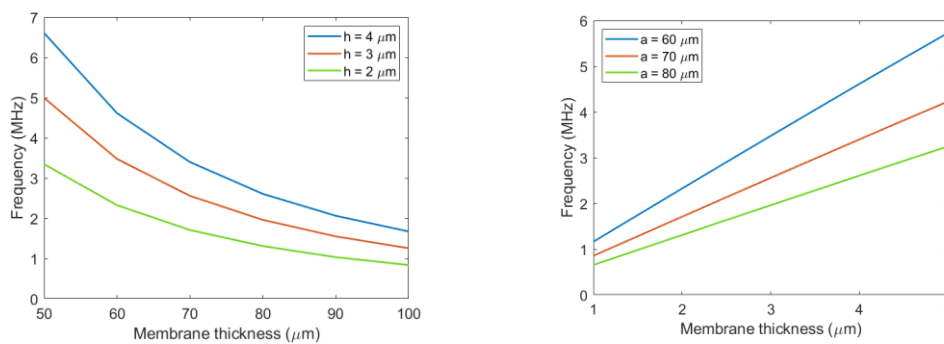 7
6
5
4
3
2
1
0
Frequency (MHz)
h = 4 μm
h = 3 μm
h = 2 μm
50 60 70 80 90 100
Membrane thickness (μm)
6
5
4
3
2
1
0
Frequency (MHz)
a = 60 μm
a = 70 μm
a = 80 μm
1 2 3 4
Membrane thickness (μm)